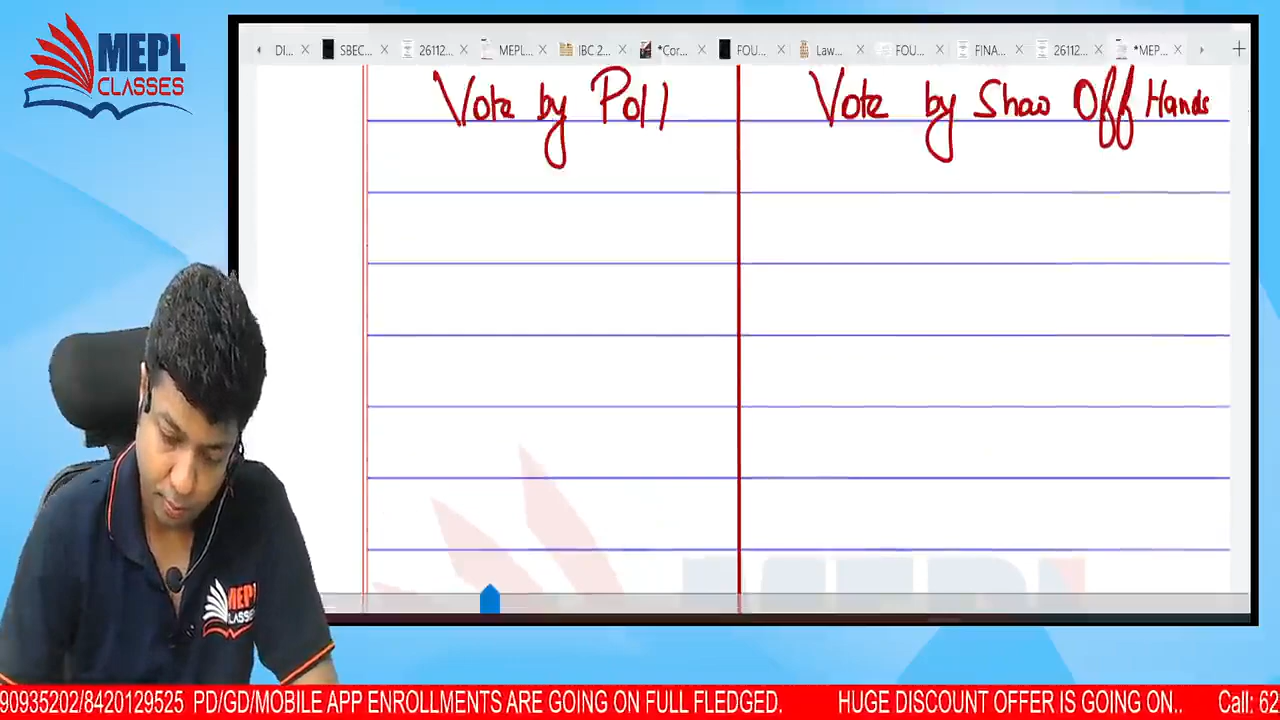 MEPL
CLASSES
DI...
SBEC...
26112...
MEPL...
IBC 2...
*Cor...
FOU...
Law...
FOU...
FINA...
26112...
*MEP...
Vote by Poll
Vote by Shao Off Hands
MEPL
CLASSES
MEPL
90935202/8420129525 PD/GD/MOBILE APP ENROLLMENTS ARE GOING ON FULL FLEDGED. HUGE DISCOUNT OFFER IS GOING ON.. Call: 62